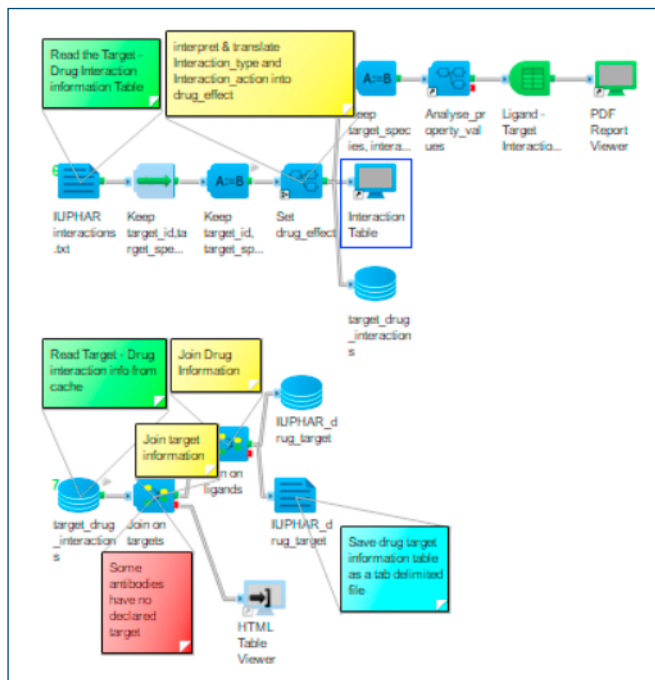 Read the Target -
Drug Interaction
information Table
interpret & translate
Interaction_type and
Interaction_action into
drug_effect
A:=B
eep
target_spec
ies, intera...
Analyse_pr
operty_val
ues
Ligand -
Target
Interactio...
PDF
Report
Viewer
6
IUPHAR
interactions
.txt
Keep
target_id,ta
rget_spe...
A:=B
Keep
target_id,
target_sp...
Set
drug_effect
Interaction
Table
target_drug
_interaction
s
Read Target - Drug
interaction info from
cache
Join Drug
Information
Join target
information
in on
ligands
IUPHAR_d
rug_target
7
target_drug
_interaction
s
Join on
targets
IUPHAR_d
rug_target
Save drug target
information table
as a tab delimited
file
Some
antibodies
have no
declared
target
HTML
Table
Viewer